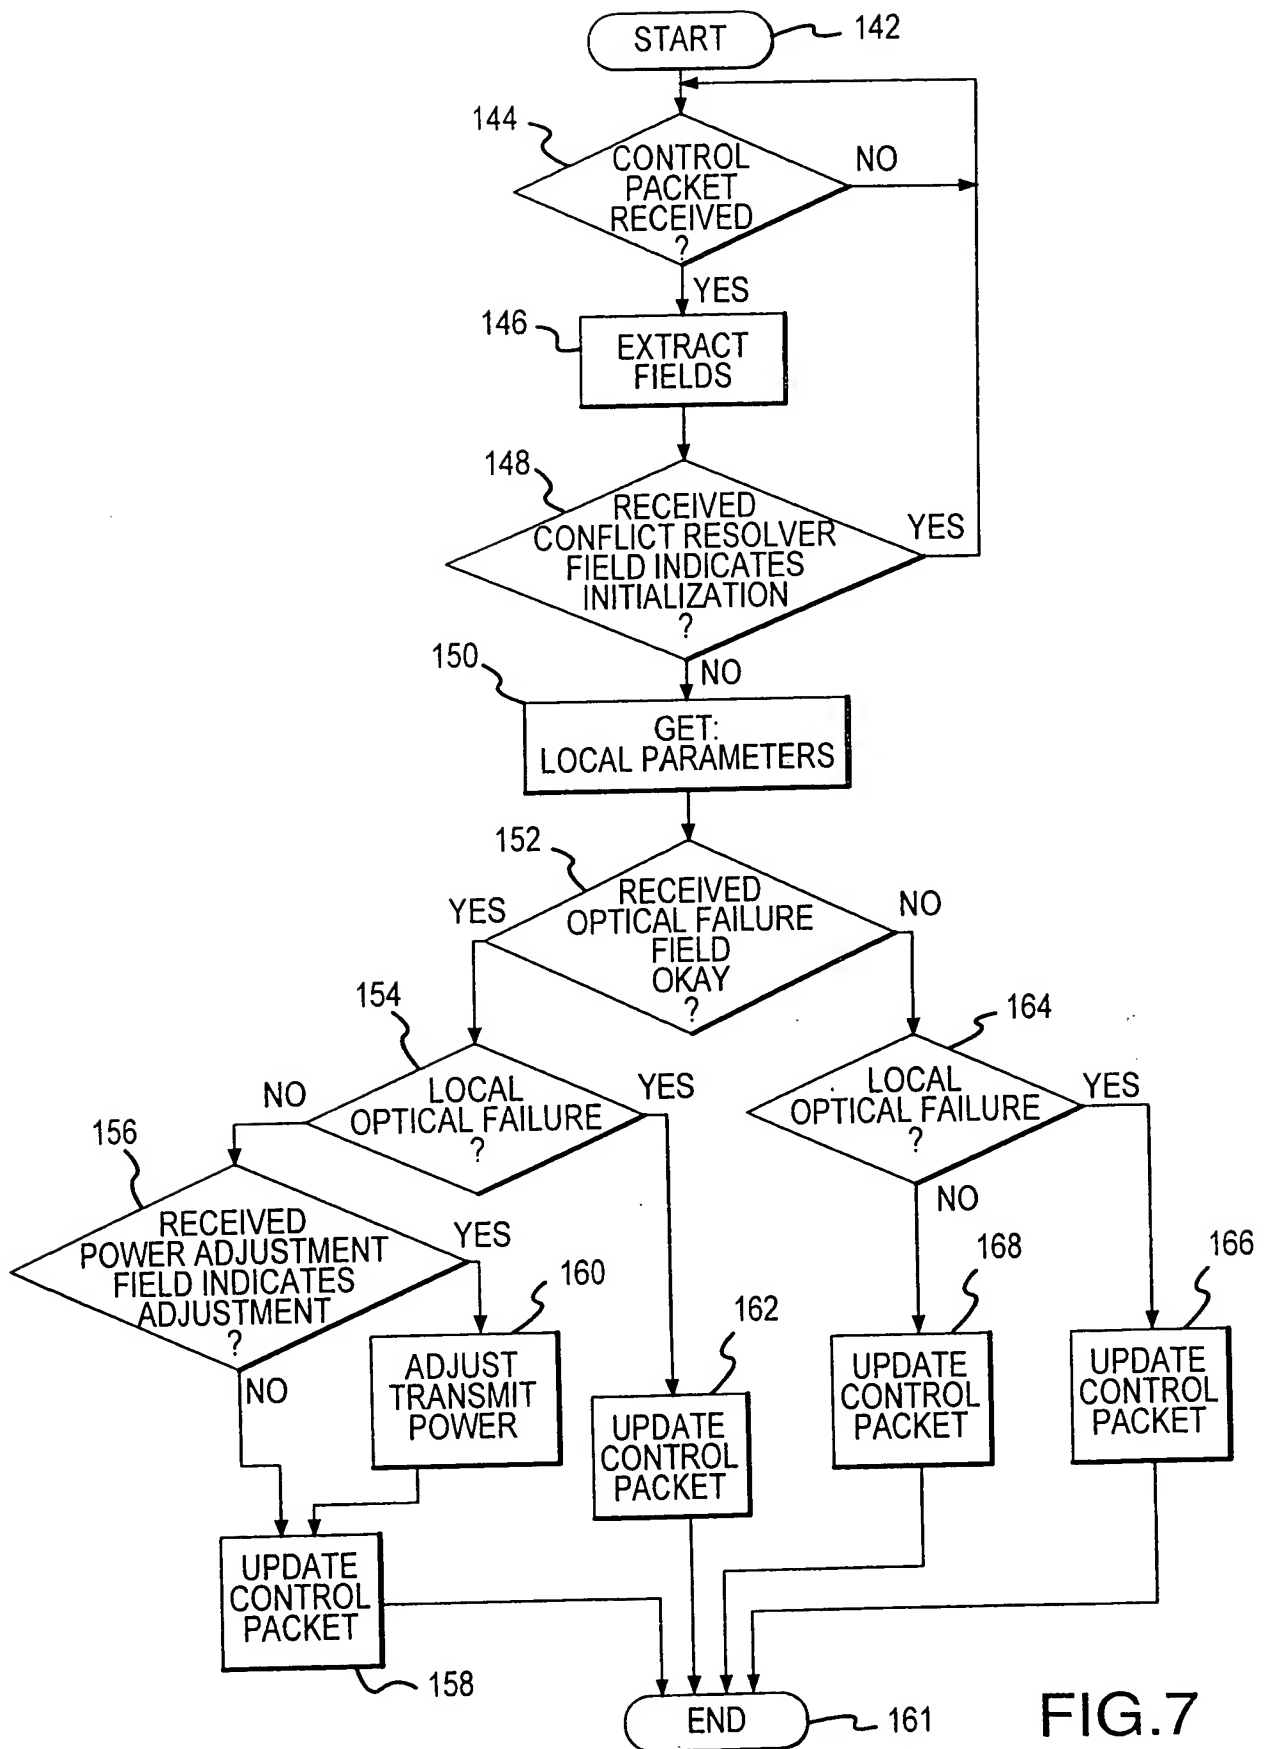 START
142
144
CONTROL
PACKET
RECEIVED
?
NO
YES
146
EXTRACT
FIELDS
148
RECEIVED
CONFLICT RESOLVER
FIELD INDICATES
INITIALIZATION
?
YES
NO
150
GET:
LOCAL PARAMETERS
152
RECEIVED
OPTICAL FAILURE
FIELD
OKAY
?
YES
NO
154
LOCAL
OPTICAL FAILURE
?
NO
YES
164
LOCAL
OPTICAL FAILURE
?
YES
NO
156
RECEIVED
POWER ADJUSTMENT
FIELD INDICATES
ADJUSTMENT
?
YES
NO
160
ADJUST
TRANSMIT
POWER
162
UPDATE
CONTROL
PACKET
168
UPDATE
CONTROL
PACKET
166
UPDATE
CONTROL
PACKET
UPDATE
CONTROL
PACKET
158
END
161
FIG.7